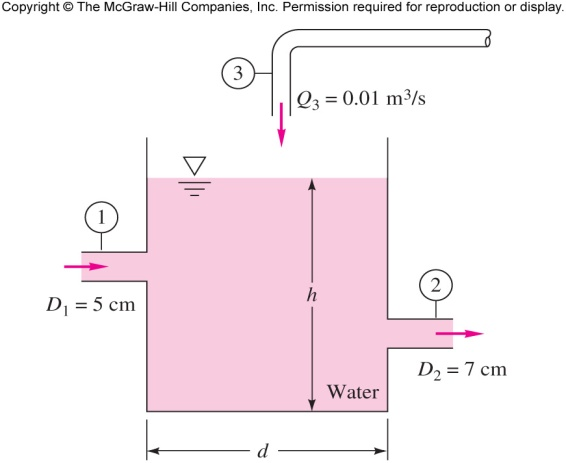 Copyright © The McGraw-Hill Companies, Inc. Permission required for reproduction or display.
3
Q₃ = 0.01 m³/s
1
D₁ = 5 cm
h
2
D₂ = 7 cm
Water
d